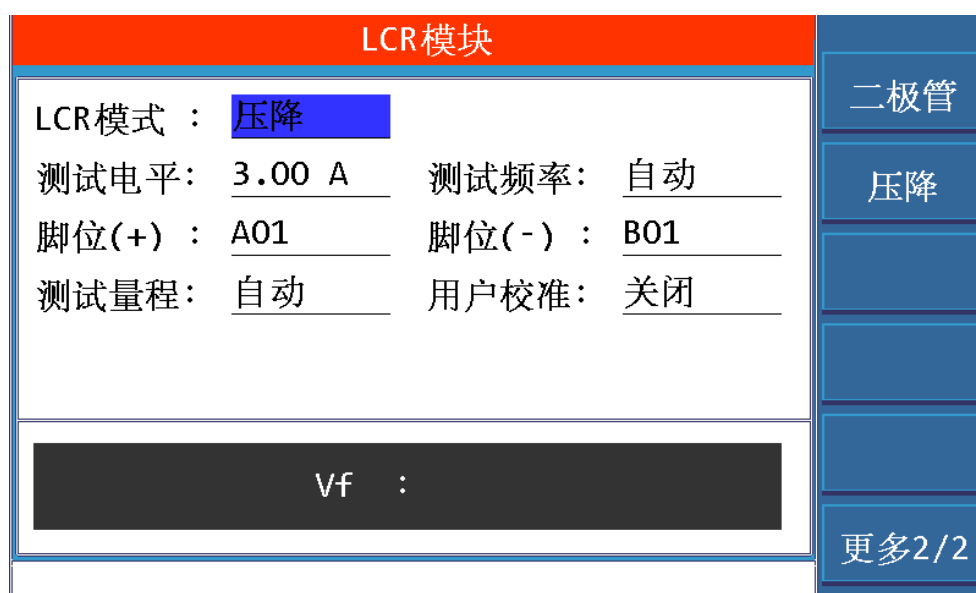 LCR模块
LCR模式 : 压降
测试电平: 3.00 A 测试频率: 自动
脚位(+) : A01 脚位(-) : B01
测试量程: 自动 用户校准: 关闭
Vf :
二极管
压降
更多2/2